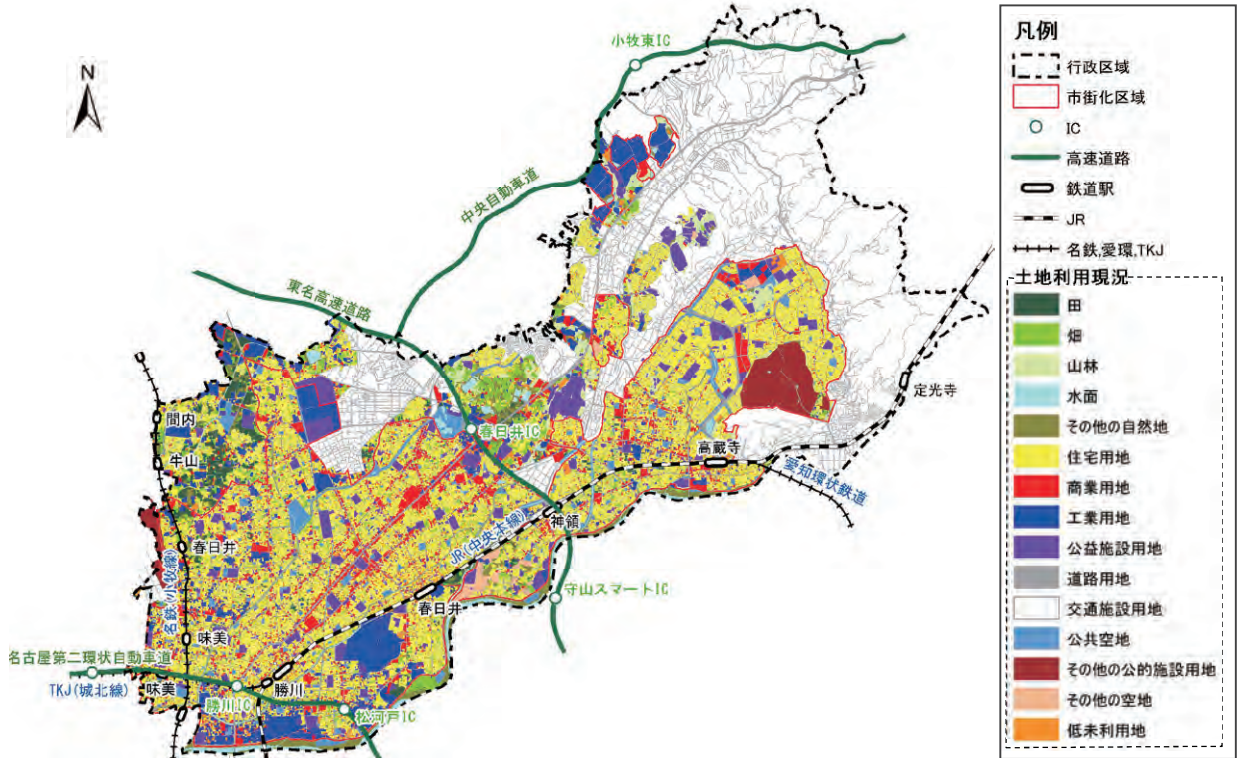 N
小牧東IC
中央自動車道
東名高速道路
間内
牛山
春日井IC
定光寺
高蔵寺
愛知環状鉄道
神領
JR(中央本線)
春日井
名鉄(小牧線)
春日井
守山スマートIC
味美
名古屋第二環状自動車道
TKJ(城北線)
味美
勝川
勝川IC
松河戸IC
凡例
行政区域
市街化区域
IC
高速道路
鉄道駅
JR
名鉄,愛環,TKJ
土地利用現況
田
畑
山林
水面
その他の自然地
住宅用地
商業用地
工業用地
公益施設用地
道路用地
交通施設用地
公共空地
その他の公的施設用地
その他の空地
低未利用地